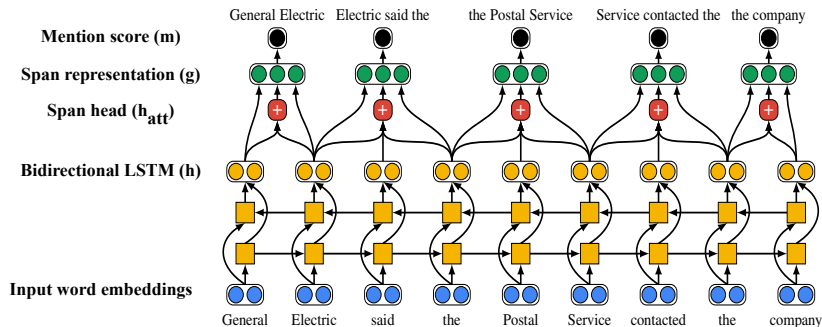 General Electric Electric said the the Postal Service Service contacted the the company
Mention score (m)
Span representation (g)
+ + + + +
Span head (h_att)
Bidirectional LSTM (h)
Input word embeddings
General Electric said the Postal Service contacted the company